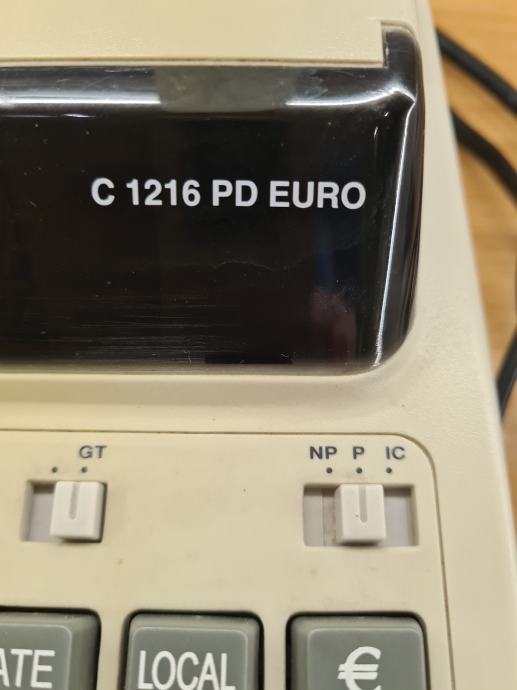 C 1216 PD EURO
GT
NP P IC
ATE LOCAL €